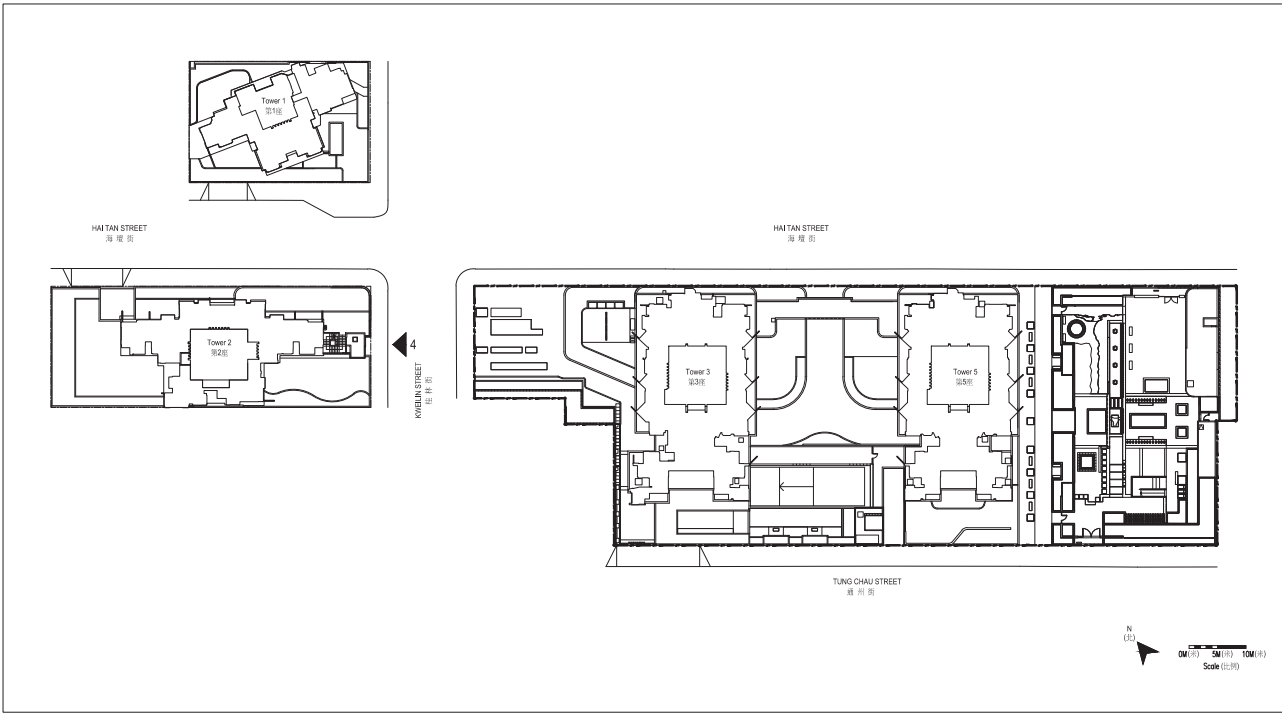 Tower 1
第1座
HAI TAN STREET
海壇街
HAI TAN STREET
海壇街
Tower 2
第2座
4
KWEILIN STREET
桂林街
Tower 3
第3座
Tower 5
第5座
TUNG CHAU STREET
通州街
N
(北)
0M(米) 5M(米) 10M(米)
Scale (比例)